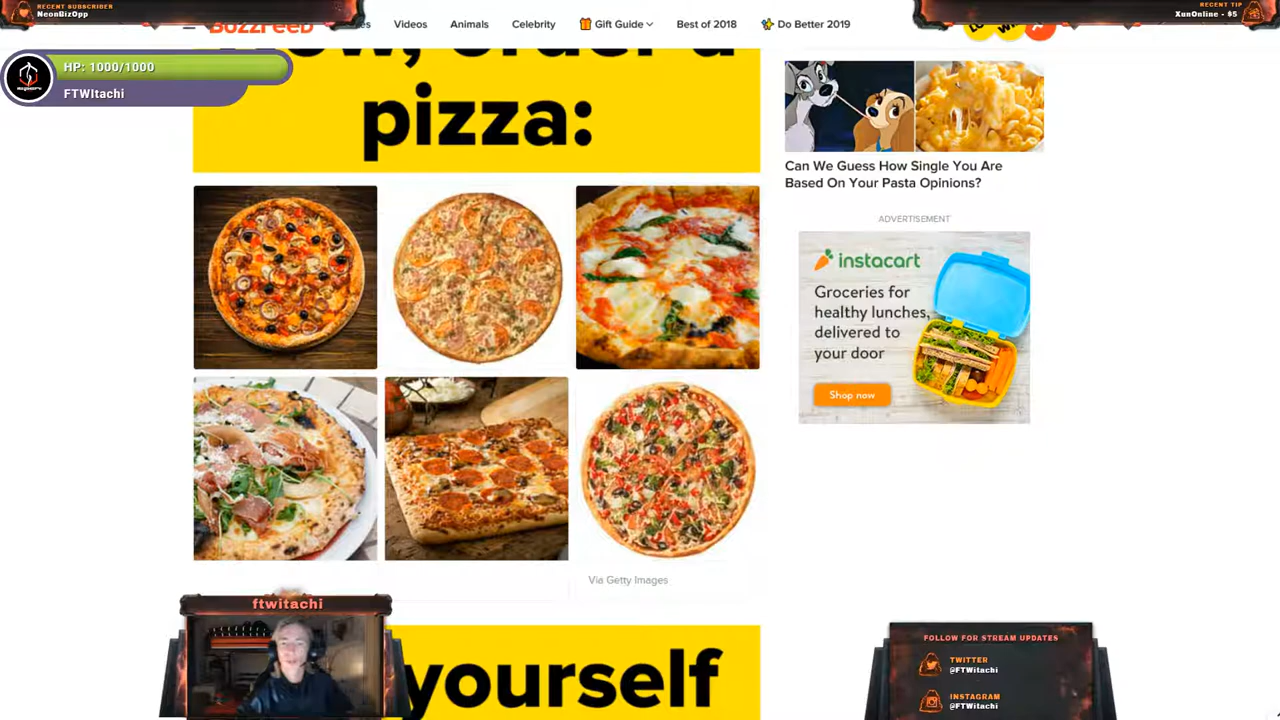 RECENT SUBSCRIBER
NeonBizOpp
RECENT TIP
XunOnline - $5
BuzzFeed
Videos
Animals
Celebrity
Gift Guide
Best of 2018
Do Better 2019
HP: 1000/1000
FTWItachi
order a
pizza:
Can We Guess How Single You Are
Based On Your Pasta Opinions?
ADVERTISEMENT
instacart
Groceries for
healthy lunches,
delivered to
your door
Shop now
Via Getty Images
ftwitachi
yourself
FOLLOW FOR STREAM UPDATES
TWITTER
@FTWitachi
INSTAGRAM
@FTWitachi